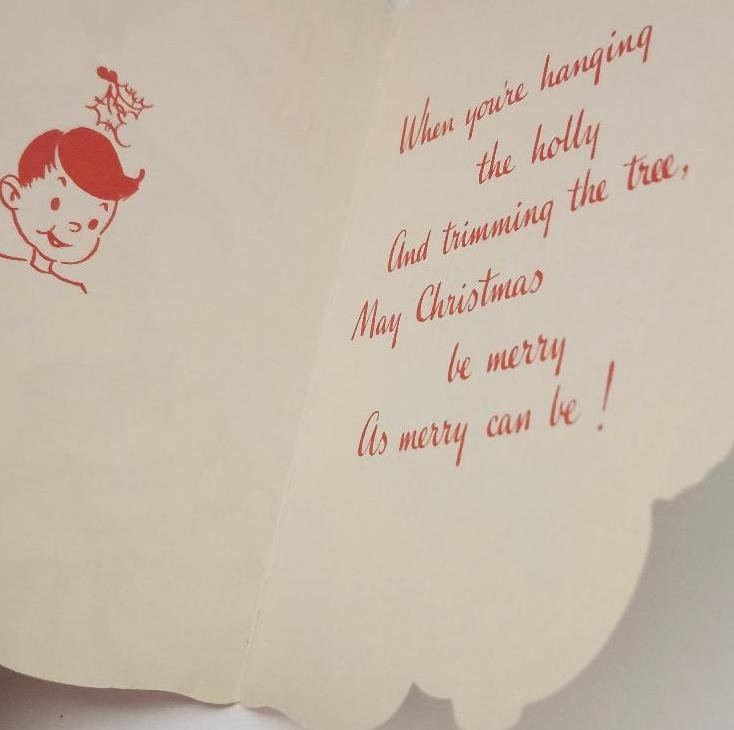 When you're hanging
the holly
And trimming the tree,
May Christmas
be merry
As merry can be!